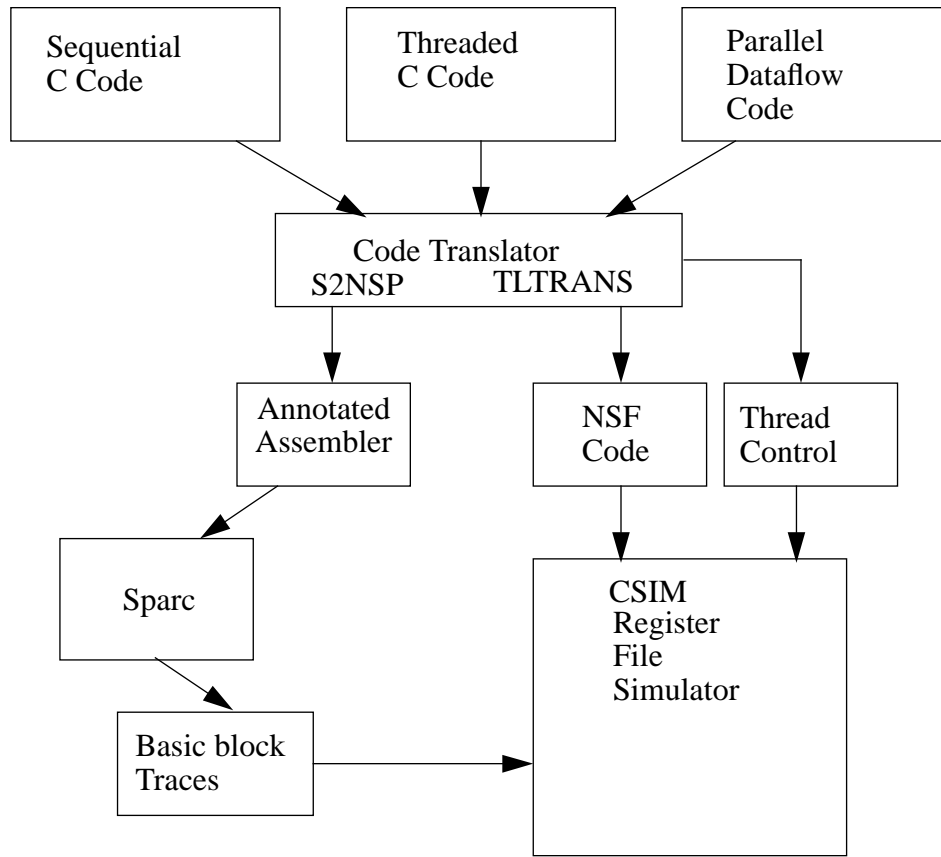 Sequential
C Code
Threaded
C Code
Parallel
Dataflow
Code
Code Translator
S2NSP
TLTRANS
Annotated
Assembler
NSF
Code
Thread
Control
Sparc
CSIM
Register
File
Simulator
Basic block
Traces